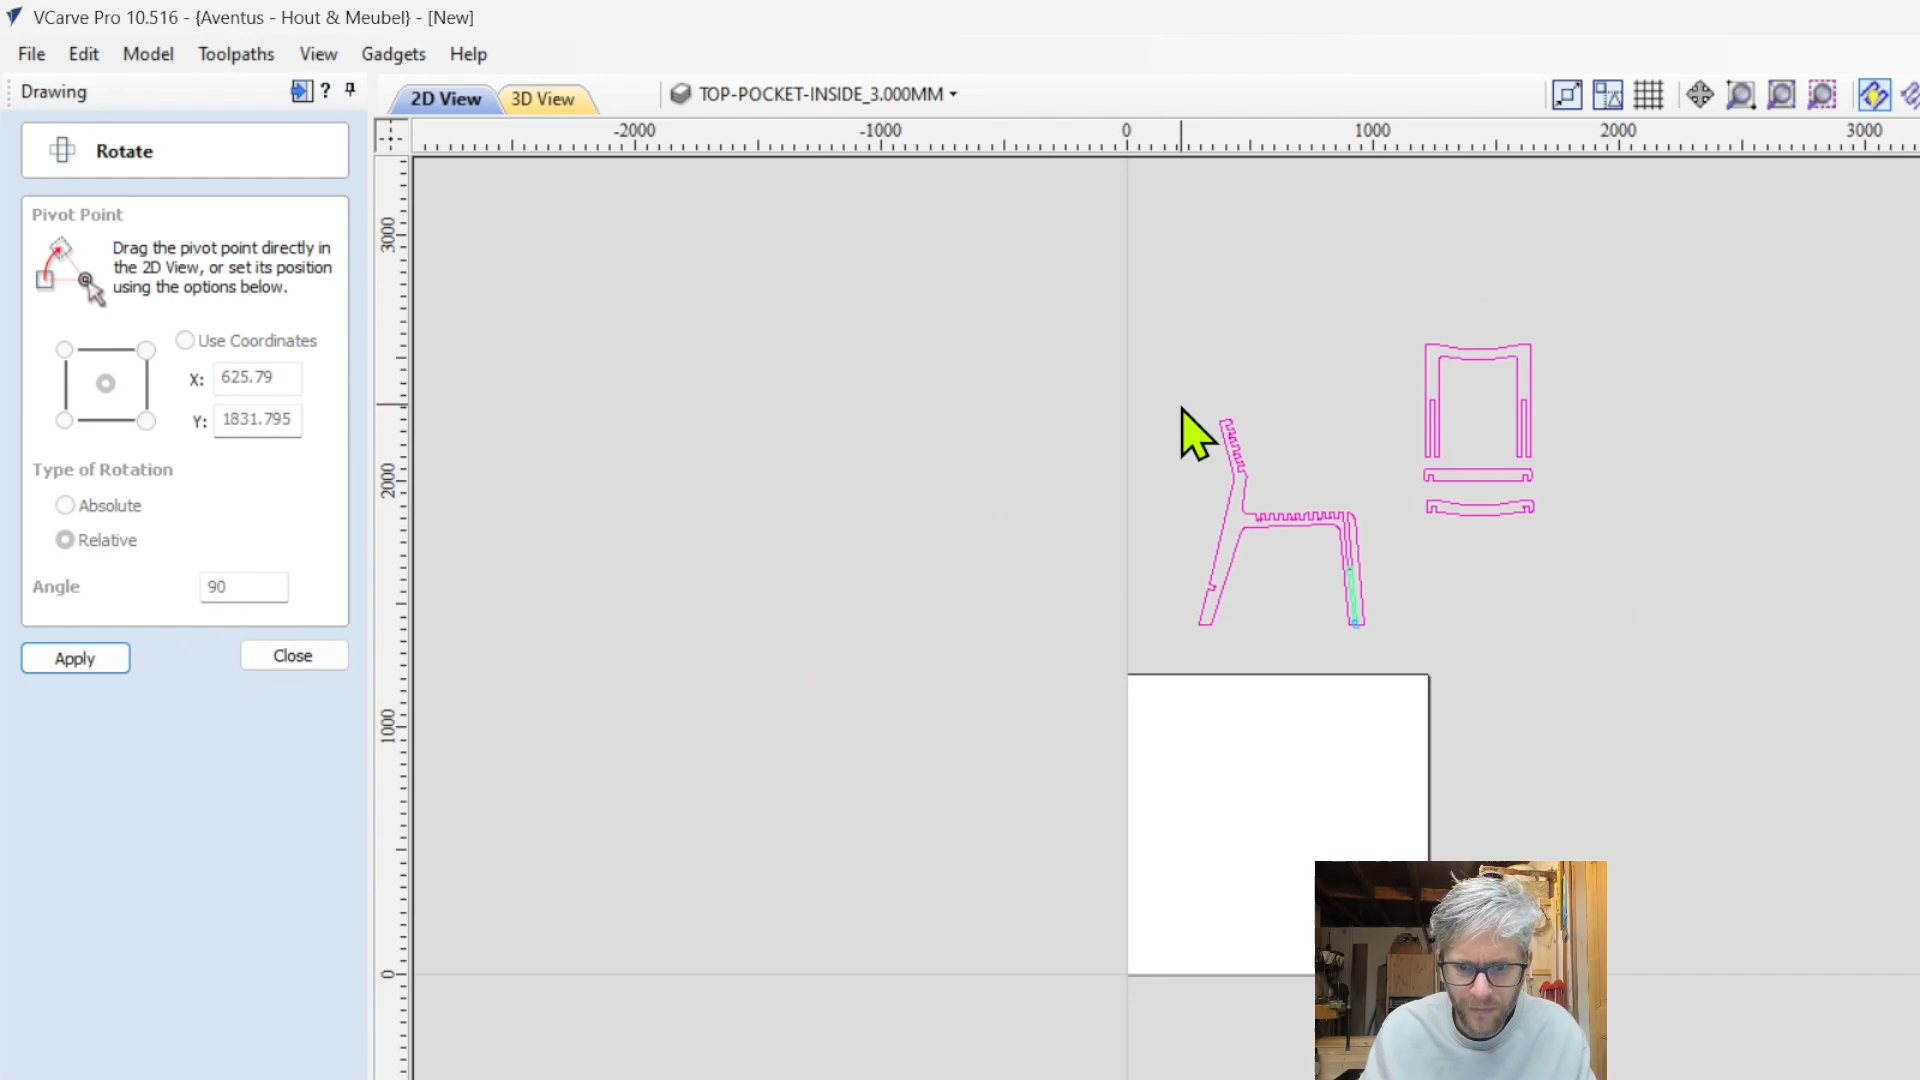 VCarve Pro 10.516 - {Aventus - Hout & Meubel} - [New]
File Edit Model Toolpaths View Gadgets Help
Drawing ?
2D View 3D View TOP-POCKET-INSIDE_3.000MM
-2000 -1000 0 1000 2000 3000
Rotate
Pivot Point
Drag the pivot point directly in
the 2D View, or set its position
using the options below.
Use Coordinates
X: 625.79
Y: 1831.795
Type of Rotation
Absolute
Relative
Angle 90
Apply Close
3000
2000
1000
0